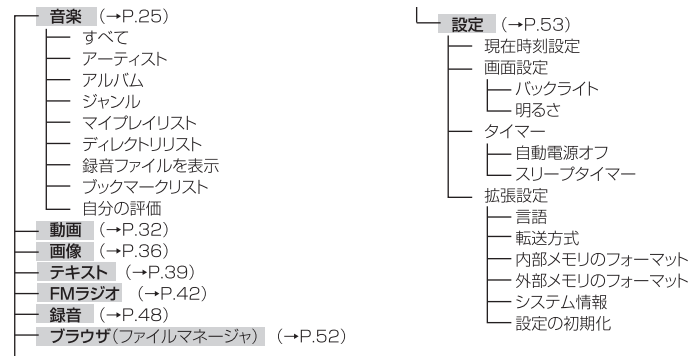 音楽 (→P.25)
すべて
アーティスト
アルバム
ジャンル
マイプレイリスト
ディレクトリリスト
録音ファイルを表示
ブックマークリスト
自分の評価
動画 (→P.32)
画像 (→P.36)
テキスト (→P.39)
FMラジオ (→P.42)
録音 (→P.48)
ブラウザ(ファイルマネージャ) (→P.52)
設定 (→P.53)
現在時刻設定
画面設定
バックライト
明るさ
タイマー
自動電源オフ
スリープタイマー
拡張設定
言語
転送方式
内部メモリのフォーマット
外部メモリのフォーマット
システム情報
設定の初期化